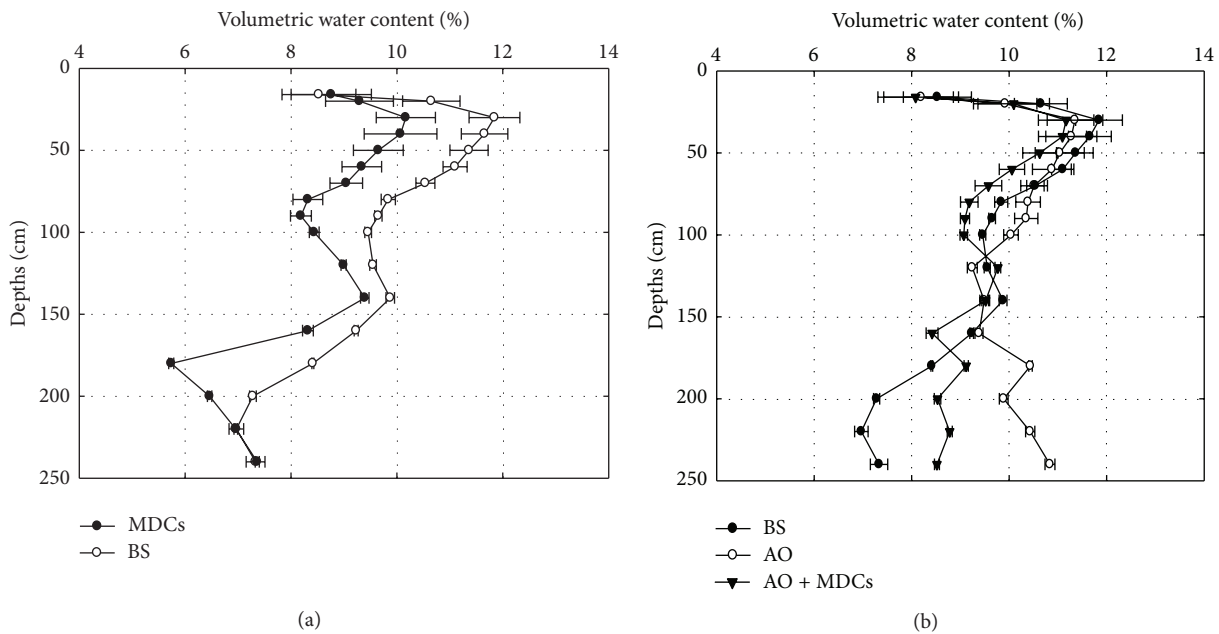 Volumetric water content (%)
4 6 8 10 12 14
0
50
100
150
200
250
Depths (cm)
MDCs
BS
(a)
Volumetric water content (%)
4 6 8 10 12 14
0
50
100
150
200
250
Depths (cm)
BS
AO
AO + MDCs
(b)